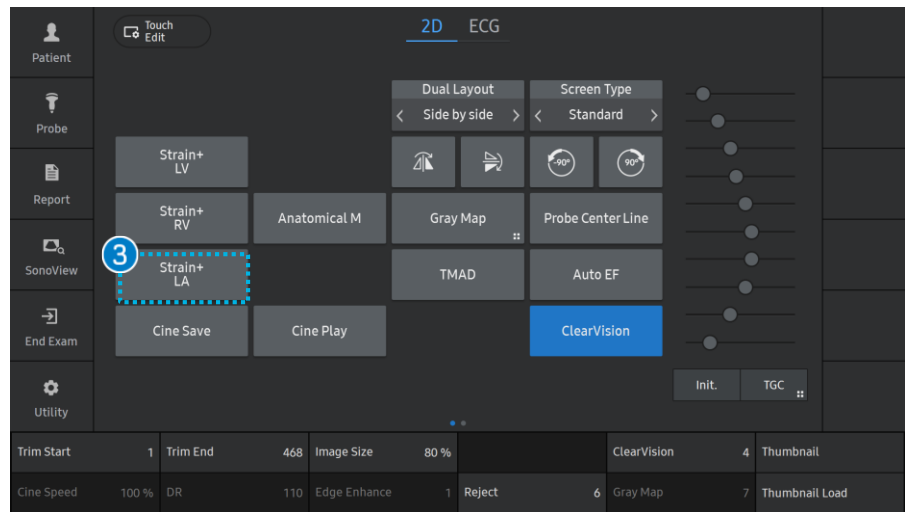 Patient
Touch
Edit
2D ECG
Probe
Dual Layout
Screen Type
< Side by side >
< Standard >
Strain+
LV
-90°
90°
Report
Strain+
RV
Anatomical M
Gray Map
Probe Center Line
SonoView
3
Strain+
LA
TMAD
Auto EF
End Exam
Cine Save
Cine Play
ClearVision
Utility
Init.
TGC
Trim Start 1
Trim End 468
Image Size 80 %
ClearVision 4
Thumbnail
Cine Speed 100 %
DR 110
Edge Enhance 1
Reject 6
Gray Map 7
Thumbnail Load